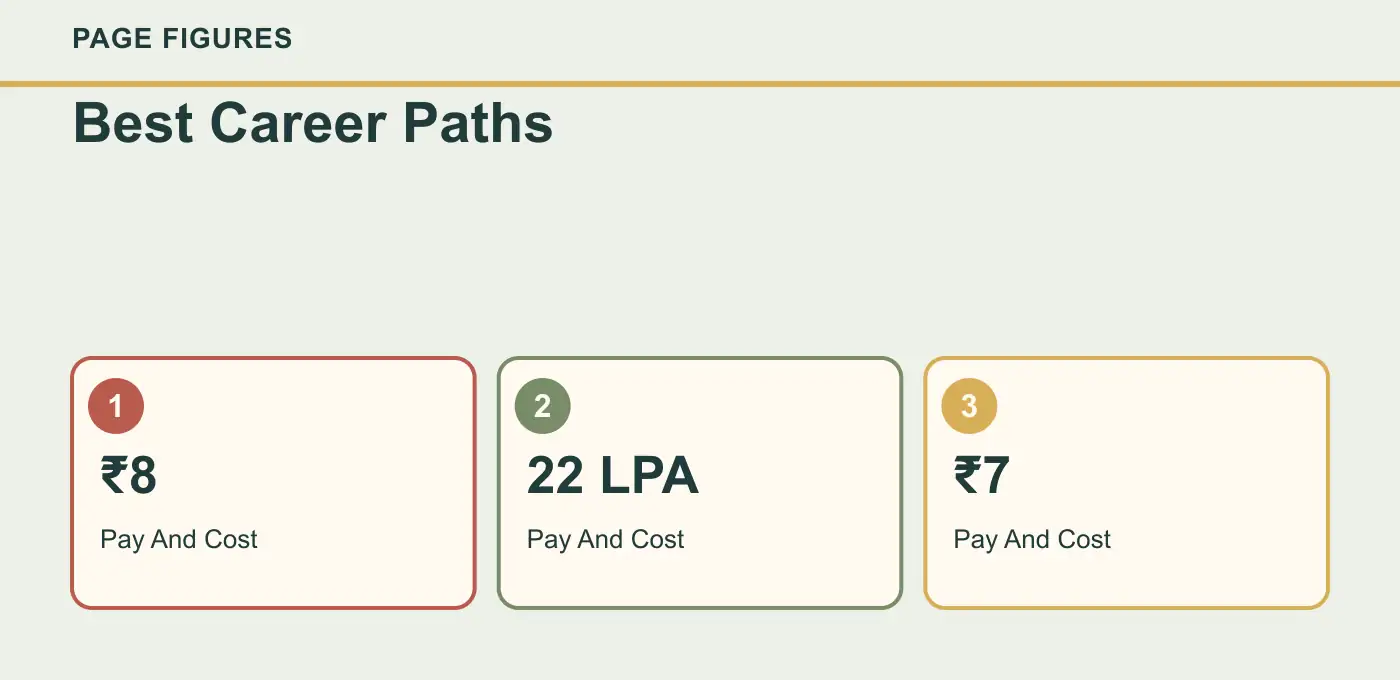 PAGE FIGURES
Best Career Paths
1
₹8
Pay And Cost
2
22 LPA
Pay And Cost
3
₹7
Pay And Cost